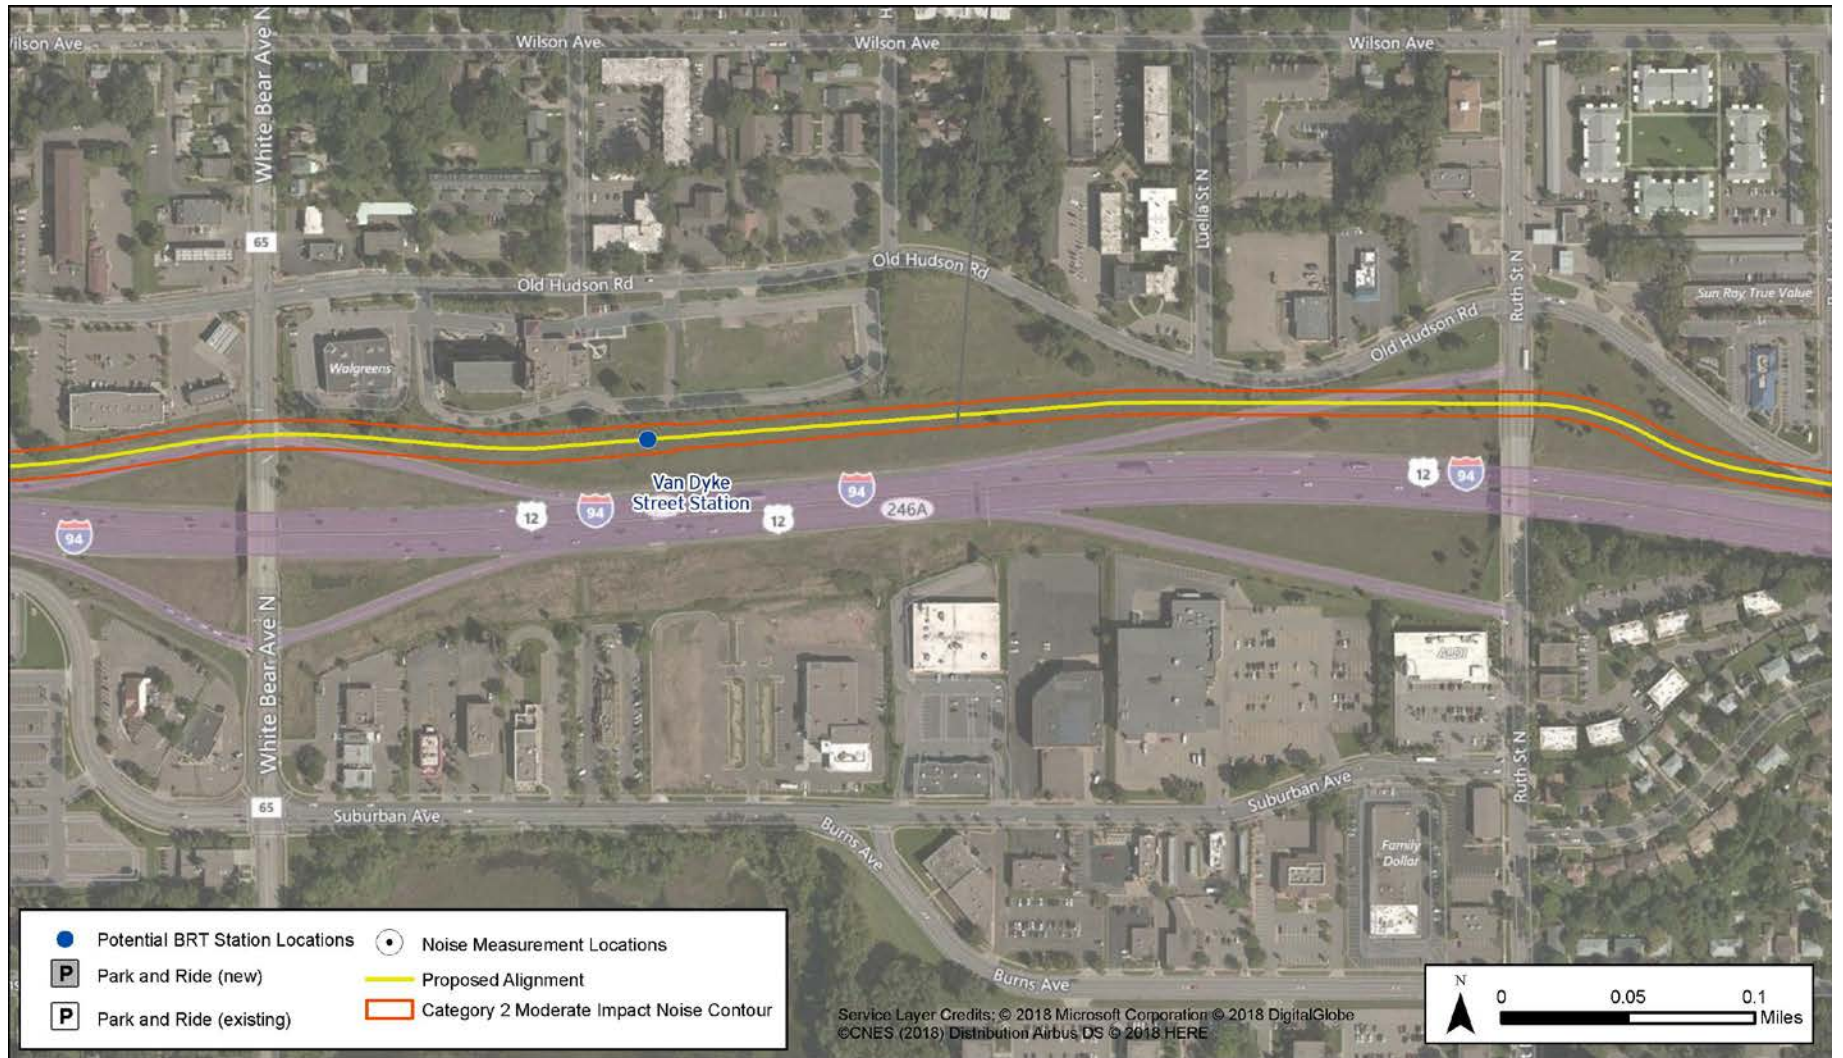 ilson Ave
Wilson Ave
Wilson Ave
Wilson Ave
White Bear Ave N
H
65
Luella St N
Old Hudson Rd
Old Hudson Rd
Ruth St N
Sun Ray True Value
Old Hudson Rd
Walgreens
Van Dyke
Street Station
94
12
94
12
94
246A
12
94
White Bear Ave N
ALDI
Ruth St N
65
Suburban Ave
Suburban Ave
Burns Ave
Family
Dollar
Burns Ave
Potential BRT Station Locations
P Park and Ride (new)
P Park and Ride (existing)
Noise Measurement Locations
Proposed Alignment
Category 2 Moderate Impact Noise Contour
Service Layer Credits: © 2018 Microsoft Corporation © 2018 DigitalGlobe
©CNES (2018) Distribution Airbus DS © 2018 HERE
N
0 0.05 0.1
Miles